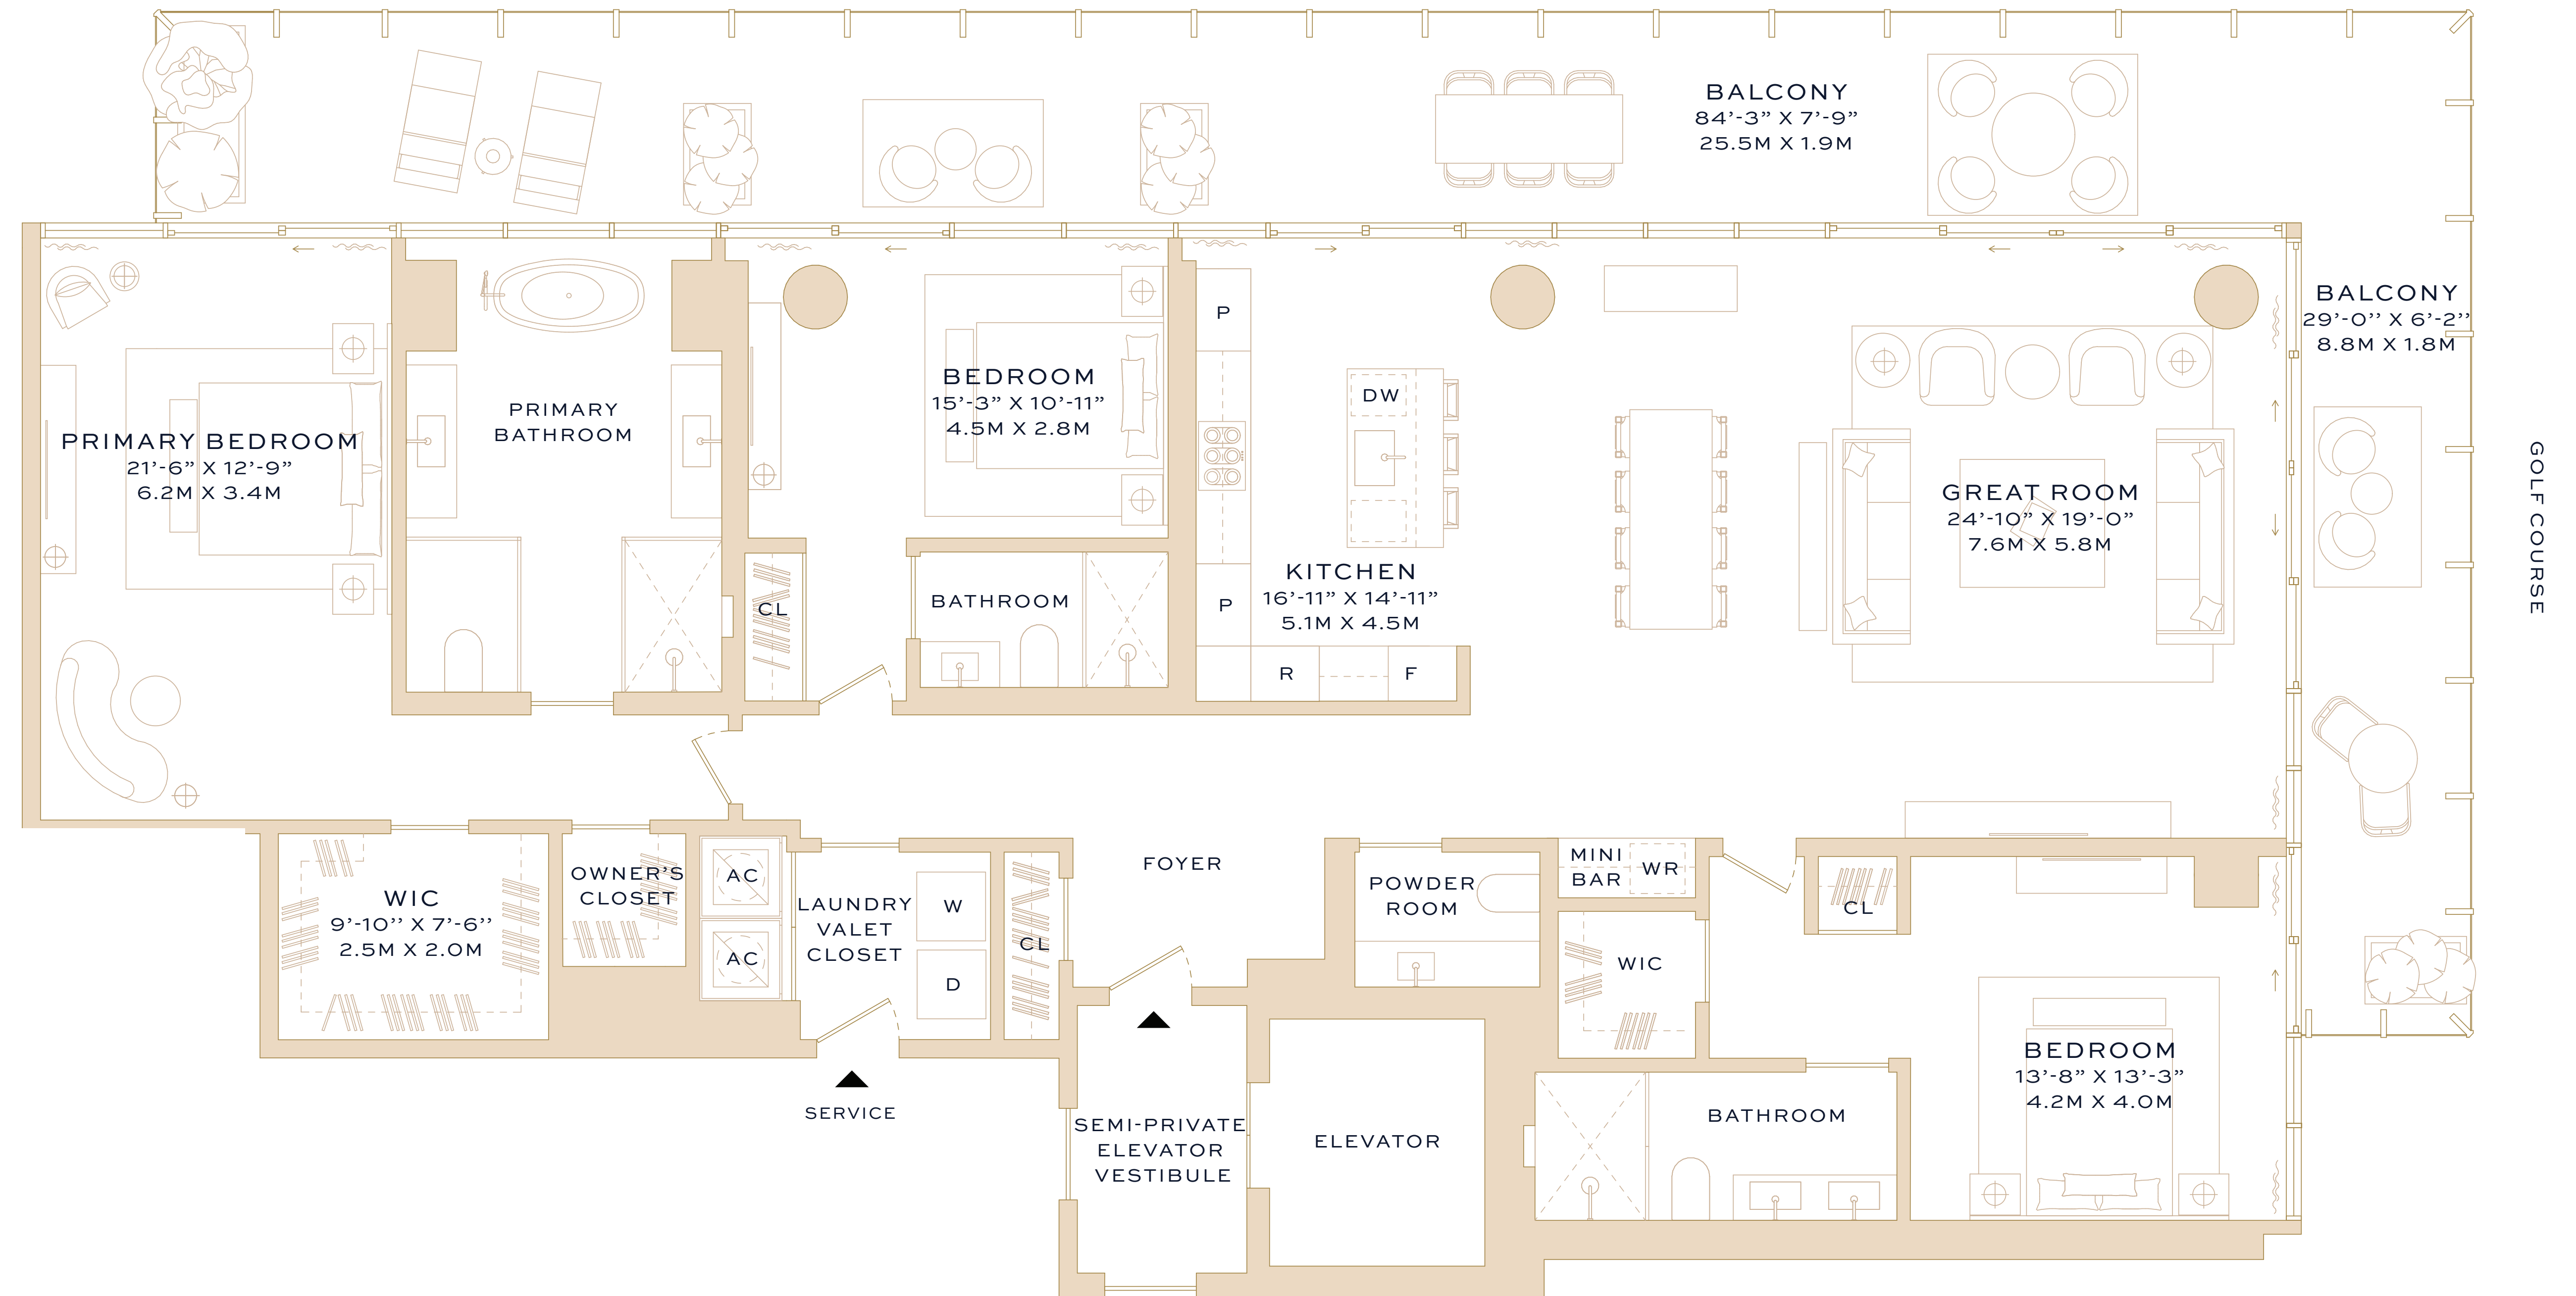 BALCONY
84'-3” X 7'-9”
25.5M X 1.9M
BALCONY
29'-0'' X 6'-2''
8.8M X 1.8M
GOLF COURSE
PRIMARY BEDROOM
21'-6” X 12'-9”
6.2M X 3.4M
PRIMARY
BATHROOM
BEDROOM
15'-3” X 10'-11”
4.5M X 2.8M
CL
BATHROOM
P
P
DW
KITCHEN
16'-11” X 14'-11”
5.1M X 4.5M
R
F
GREAT ROOM
24'-10” X 19'-0”
7.6M X 5.8M
WIC
9'-10'' X 7'-6''
2.5M X 2.0M
OWNER'S
CLOSET
AC
AC
LAUNDRY
VALET
CLOSET
W
D
CL
FOYER
POWDER
ROOM
MINI
BAR
WR
WIC
CL
SERVICE
SEMI-PRIVATE
ELEVATOR
VESTIBULE
ELEVATOR
BATHROOM
BEDROOM
13'-8” X 13'-3”
4.2M X 4.0M